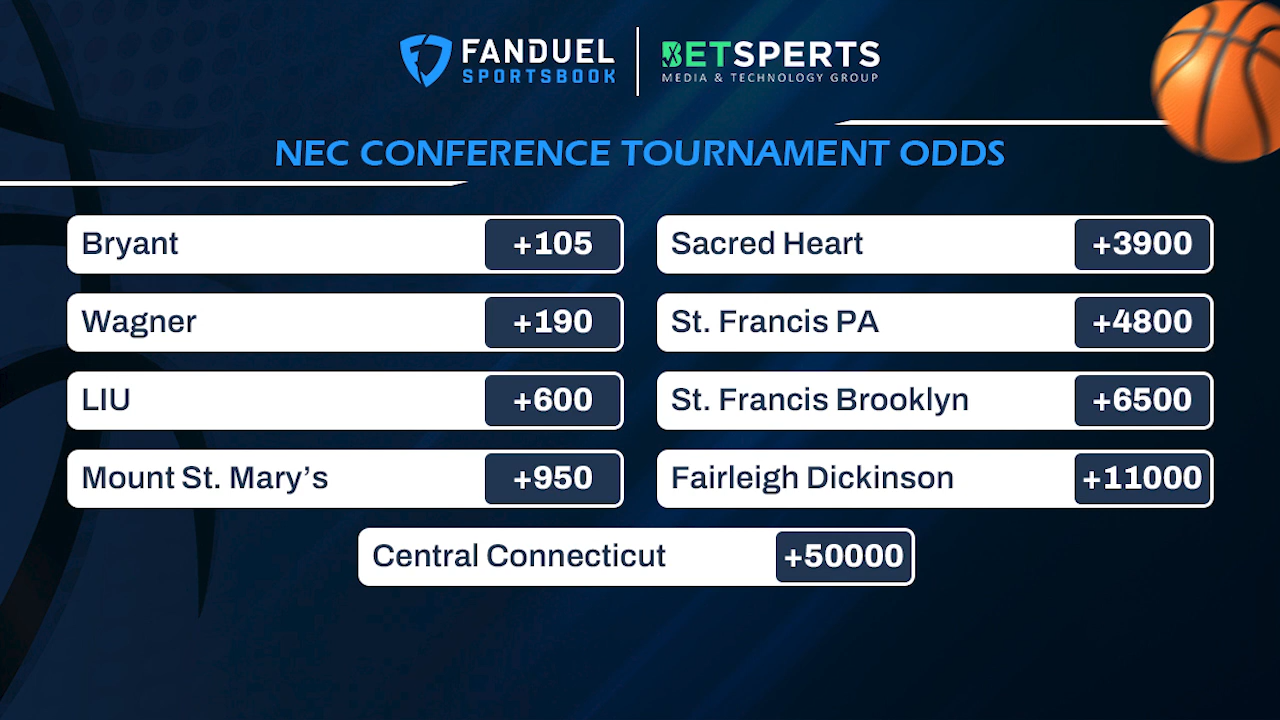 FANDUEL
SPORTSBOOK
BETSPERTS
MEDIA & TECHNOLOGY GROUP
NEC CONFERENCE TOURNAMENT ODDS
Bryant +105
Wagner +190
LIU +600
Mount St. Mary’s +950
Sacred Heart +3900
St. Francis PA +4800
St. Francis Brooklyn +6500
Fairleigh Dickinson +11000
Central Connecticut +50000